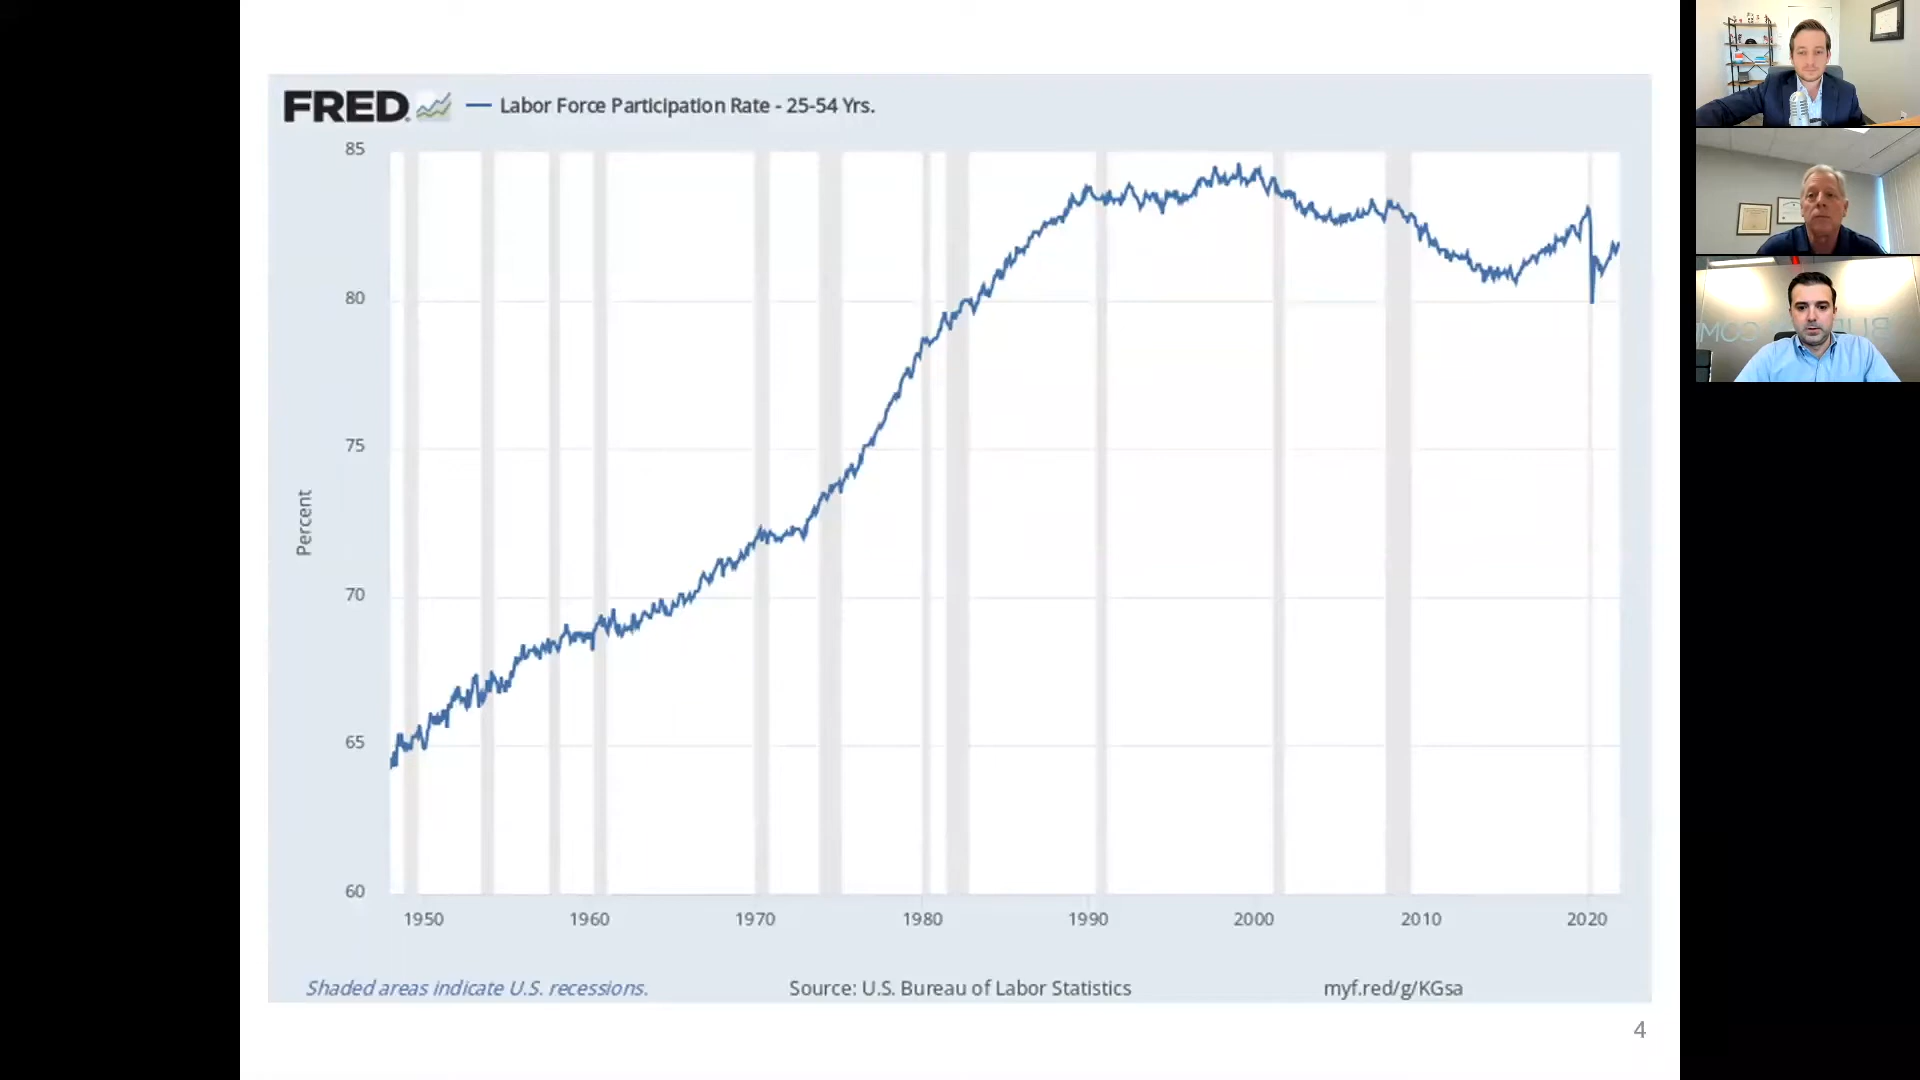 FRED
Labor Force Participation Rate - 25-54 Yrs.
85
80
75
70
65
60
Percent
1950 1960 1970 1980 1990 2000 2010 2020
Shaded areas indicate U.S. recessions. Source: U.S. Bureau of Labor Statistics myf.red/g/KGsa
4